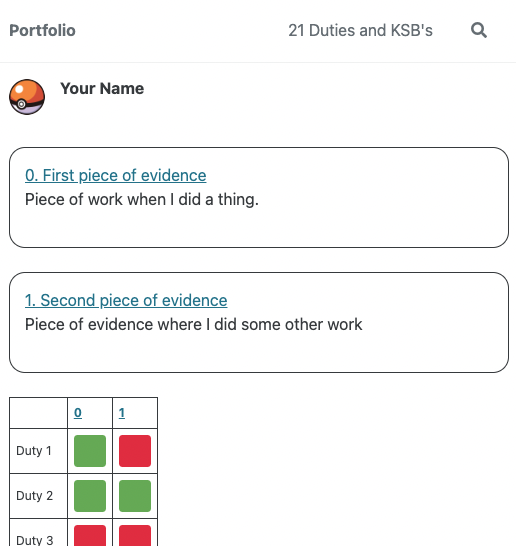 Portfolio
21 Duties and KSB's
Your Name
0. First piece of evidence
Piece of work when I did a thing.
1. Second piece of evidence
Piece of evidence where I did some other work
0 1
Duty 1
Duty 2
Duty 3